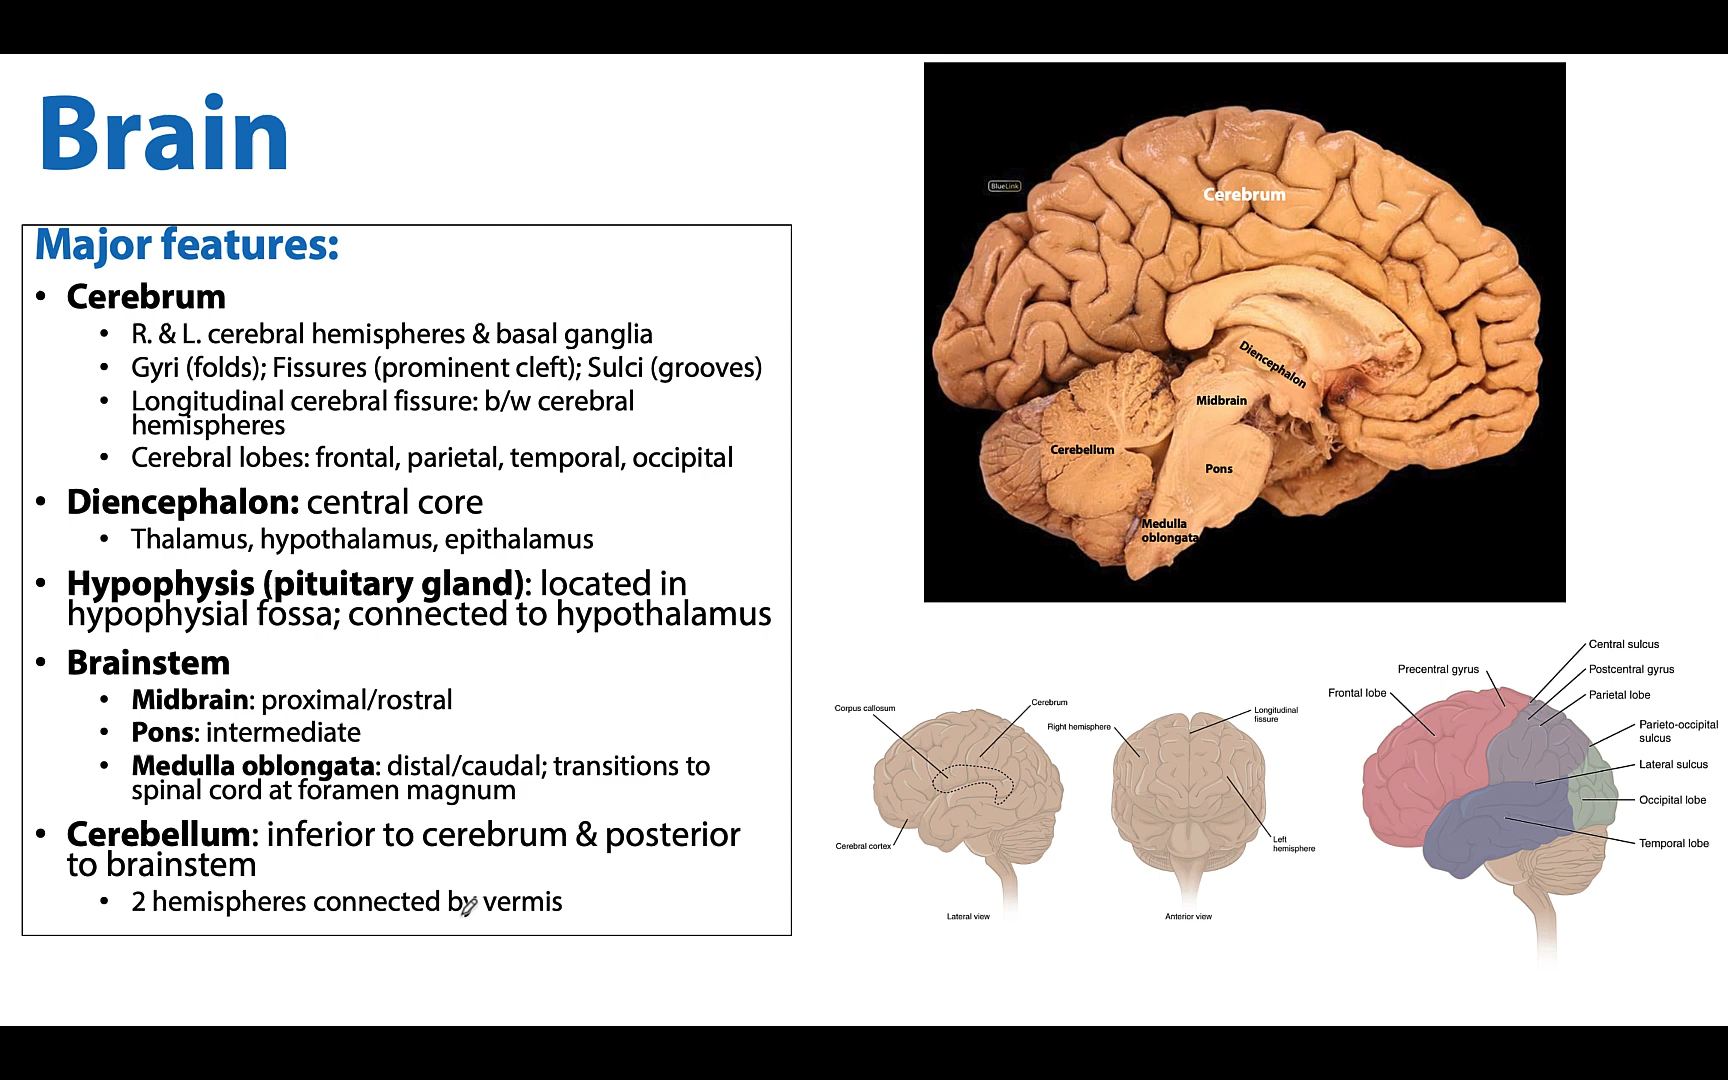 Brain
Major features:
• Cerebrum
• R. & L. cerebral hemispheres & basal ganglia
• Gyri (folds); Fissures (prominent cleft); Sulci (grooves)
• Longitudinal cerebral fissure: b/w cerebral
hemispheres
• Cerebral lobes: frontal, parietal, temporal, occipital
• Diencephalon: central core
• Thalamus, hypothalamus, epithalamus
• Hypophysis (pituitary gland): located in
hypophysial fossa; connected to hypothalamus
• Brainstem
• Midbrain: proximal/rostral
• Pons: intermediate
• Medulla oblongata: distal/caudal; transitions to
spinal cord at foramen magnum
• Cerebellum: inferior to cerebrum & posterior
to brainstem
• 2 hemispheres connected by vermis
BlueLink
Cerebrum
Diencephalon
Midbrain
Cerebellum
Pons
Medulla
oblongata
Corpus callosum
Cerebrum
Cerebral cortex
Lateral view
Right hemisphere
Longitudinal
fissure
Left
hemisphere
Anterior view
Central sulcus
Precentral gyrus
Postcentral gyrus
Frontal lobe
Parietal lobe
Parieto-occipital
sulcus
Lateral sulcus
Occipital lobe
Temporal lobe